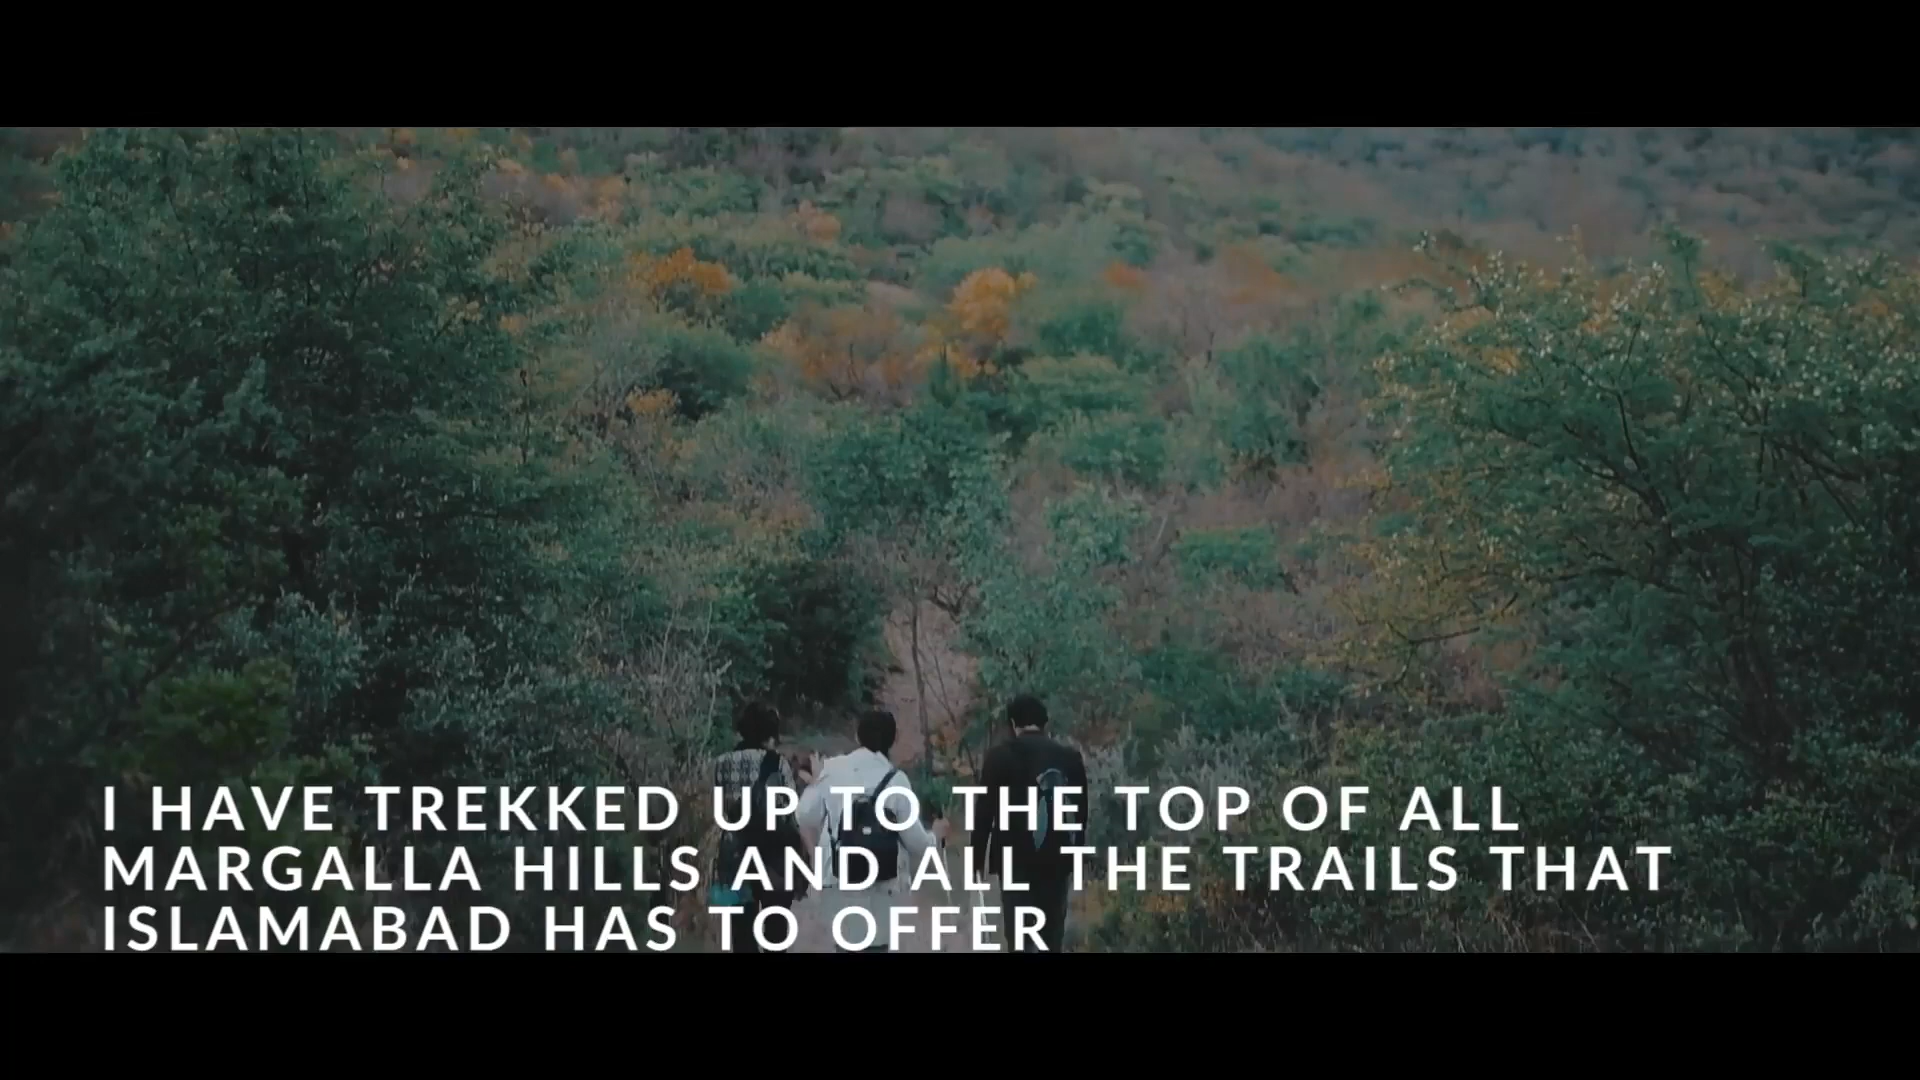 I HAVE TREKKED UP TO THE TOP OF ALL
MARGALLA HILLS AND ALL THE TRAILS THAT
ISLAMABAD HAS TO OFFER